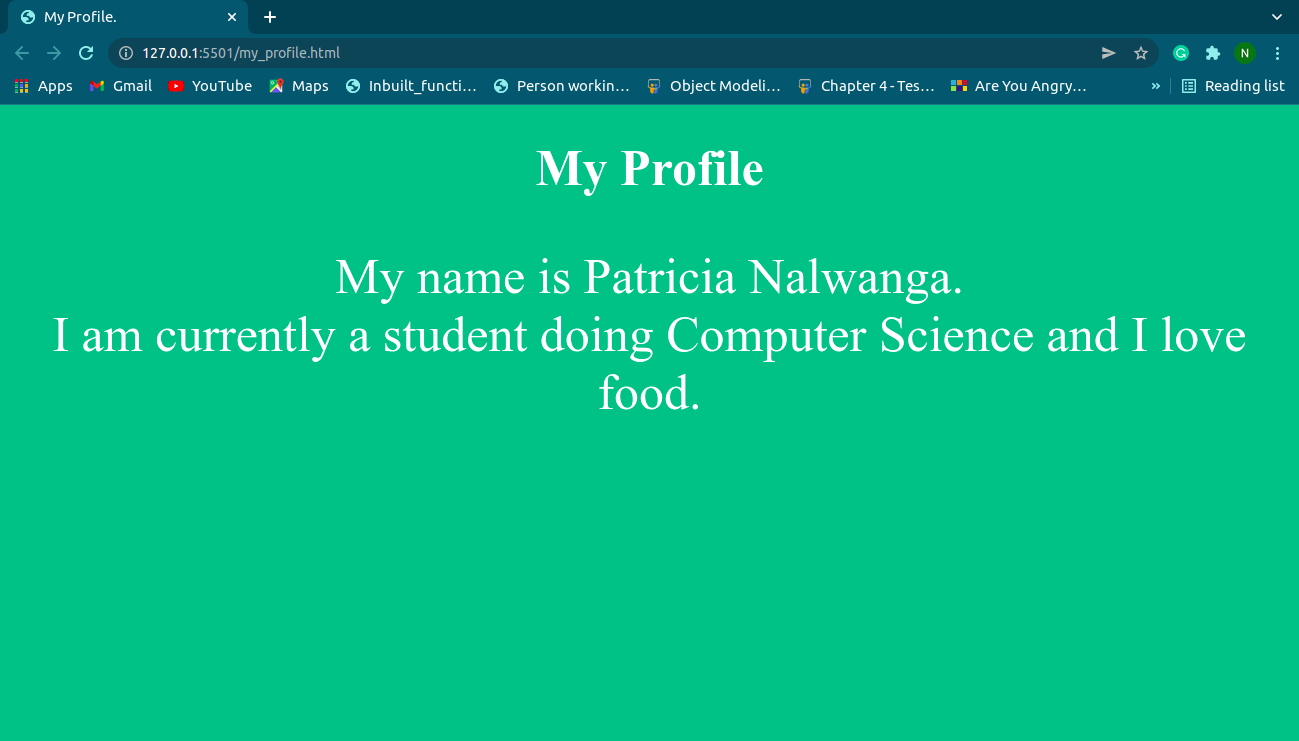 My Profile.
127.0.0.1:5501/my_profile.html
N
Apps
Gmail
YouTube
Maps
Inbuilt_functi…
Person workin…
Object Modeli…
Chapter 4 - Tes…
Are You Angry…
»
Reading list
My Profile
My name is Patricia Nalwanga.
I am currently a student doing Computer Science and I love
food.